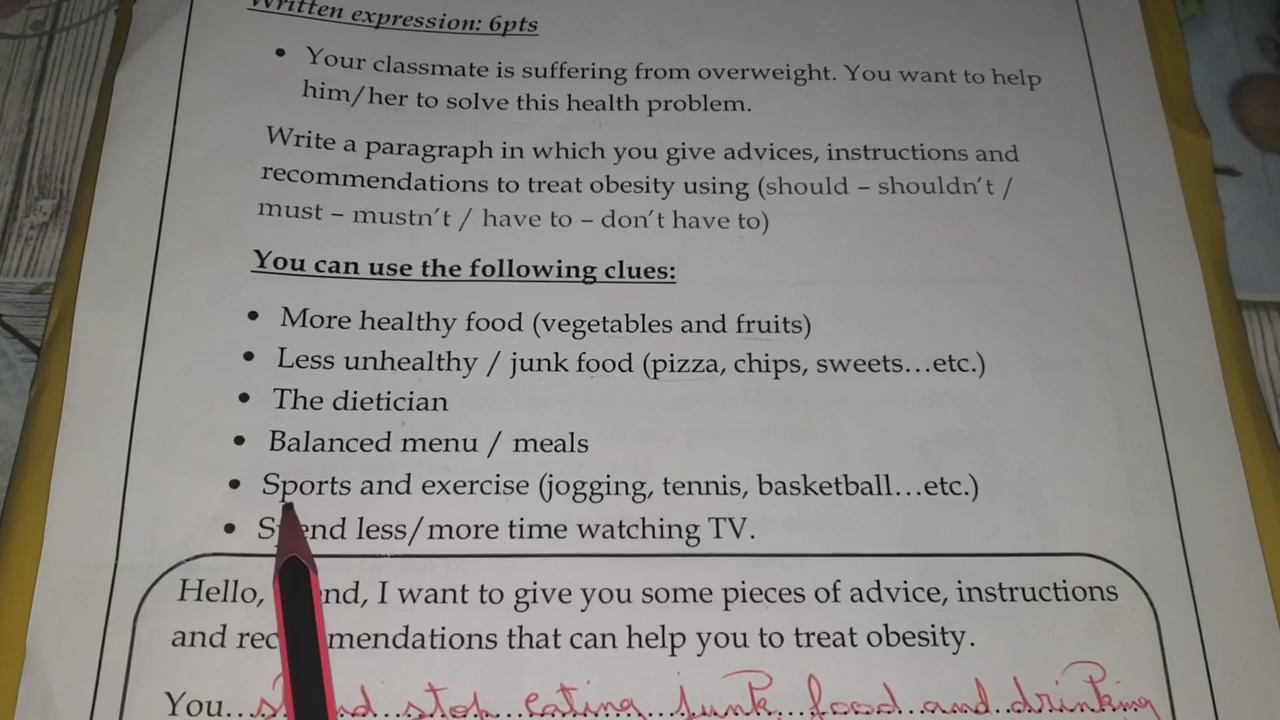 Written expression: 6pts
• Your classmate is suffering from overweight. You want to help
him/her to solve this health problem.
Write a paragraph in which you give advices, instructions and
recommendations to treat obesity using (should – shouldn't /
must – mustn't / have to – don't have to)
You can use the following clues:
• More healthy food (vegetables and fruits)
• Less unhealthy / junk food (pizza, chips, sweets...etc.)
• The dietician
• Balanced menu / meals
• Sports and exercise (jogging, tennis, basketball...etc.)
• Spend less/more time watching TV.
Hello, I want to give you some pieces of advice, instructions
and recommendations that can help you to treat obesity.
You... stop eating junk food and drinking